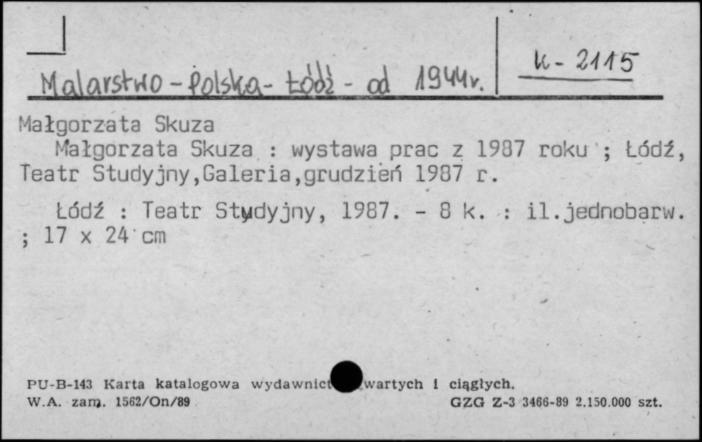 Malarstwo - Polska - Łódź - od 1944r.
K - 2115
Małgorzata Skuza
Małgorzata Skuza : wystawa prac z 1987 roku ; Łódź,
Teatr Studyjny,Galeria,grudzień 1987 r.
Łódź : Teatr Studyjny, 1987. - 8 k. : il.jednobarw.
; 17 x 24 cm
PU-B-143 Karta katalogowa wydawnict wartych i ciągłych.
W.A. zam. 1562/On/89 GZG Z-3 3466-89 2.150.000 szt.